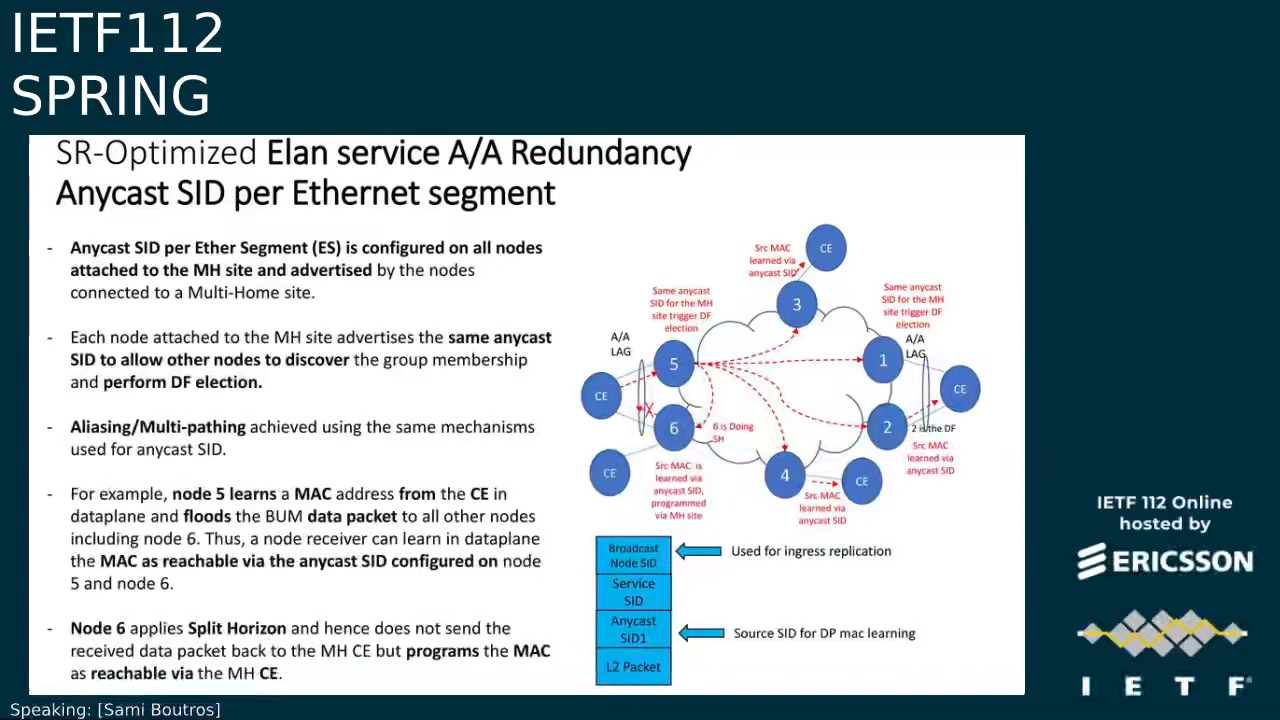 IETF112
SPRING
SR-Optimized Elan service A/A Redundancy
Anycast SID per Ethernet segment
- Anycast SID per Ether Segment (ES) is configured on all nodes
attached to the MH site and advertised by the nodes
connected to a Multi-Home site.
- Each node attached to the MH site advertises the same anycast
SID to allow other nodes to discover the group membership
and perform DF election.
- Aliasing/Multi-pathing achieved using the same mechanisms
used for anycast SID.
- For example, node 5 learns a MAC address from the CE in
dataplane and floods the BUM data packet to all other nodes
including node 6. Thus, a node receiver can learn in dataplane
the MAC as reachable via the anycast SID configured on node
5 and node 6.
- Node 6 applies Split Horizon and hence does not send the
received data packet back to the MH CE but programs the MAC
as reachable via the MH CE.
CE
Src MAC
learned via
anycast SID
3
Same anycast
SID for the MH
site trigger DF
election
Same anycast
SID for the MH
site trigger DF
election
A/A
LAG
A/A
LAG
5
1
CE
CE
X
6
6 is Doing
SH
2
2 is the DF
Src MAC
learned via
anycast SID
CE
Src MAC is
learned via
anycast SID,
programmed
via MH site
4
CE
Src MAC
learned via
anycast SID
Broadcast
Node SID
Used for ingress replication
Service
SID
Anycast
SID1
Source SID for DP mac learning
L2 Packet
IETF 112 Online
hosted by
ERICSSON
I E T F®
Speaking: [Sami Boutros]